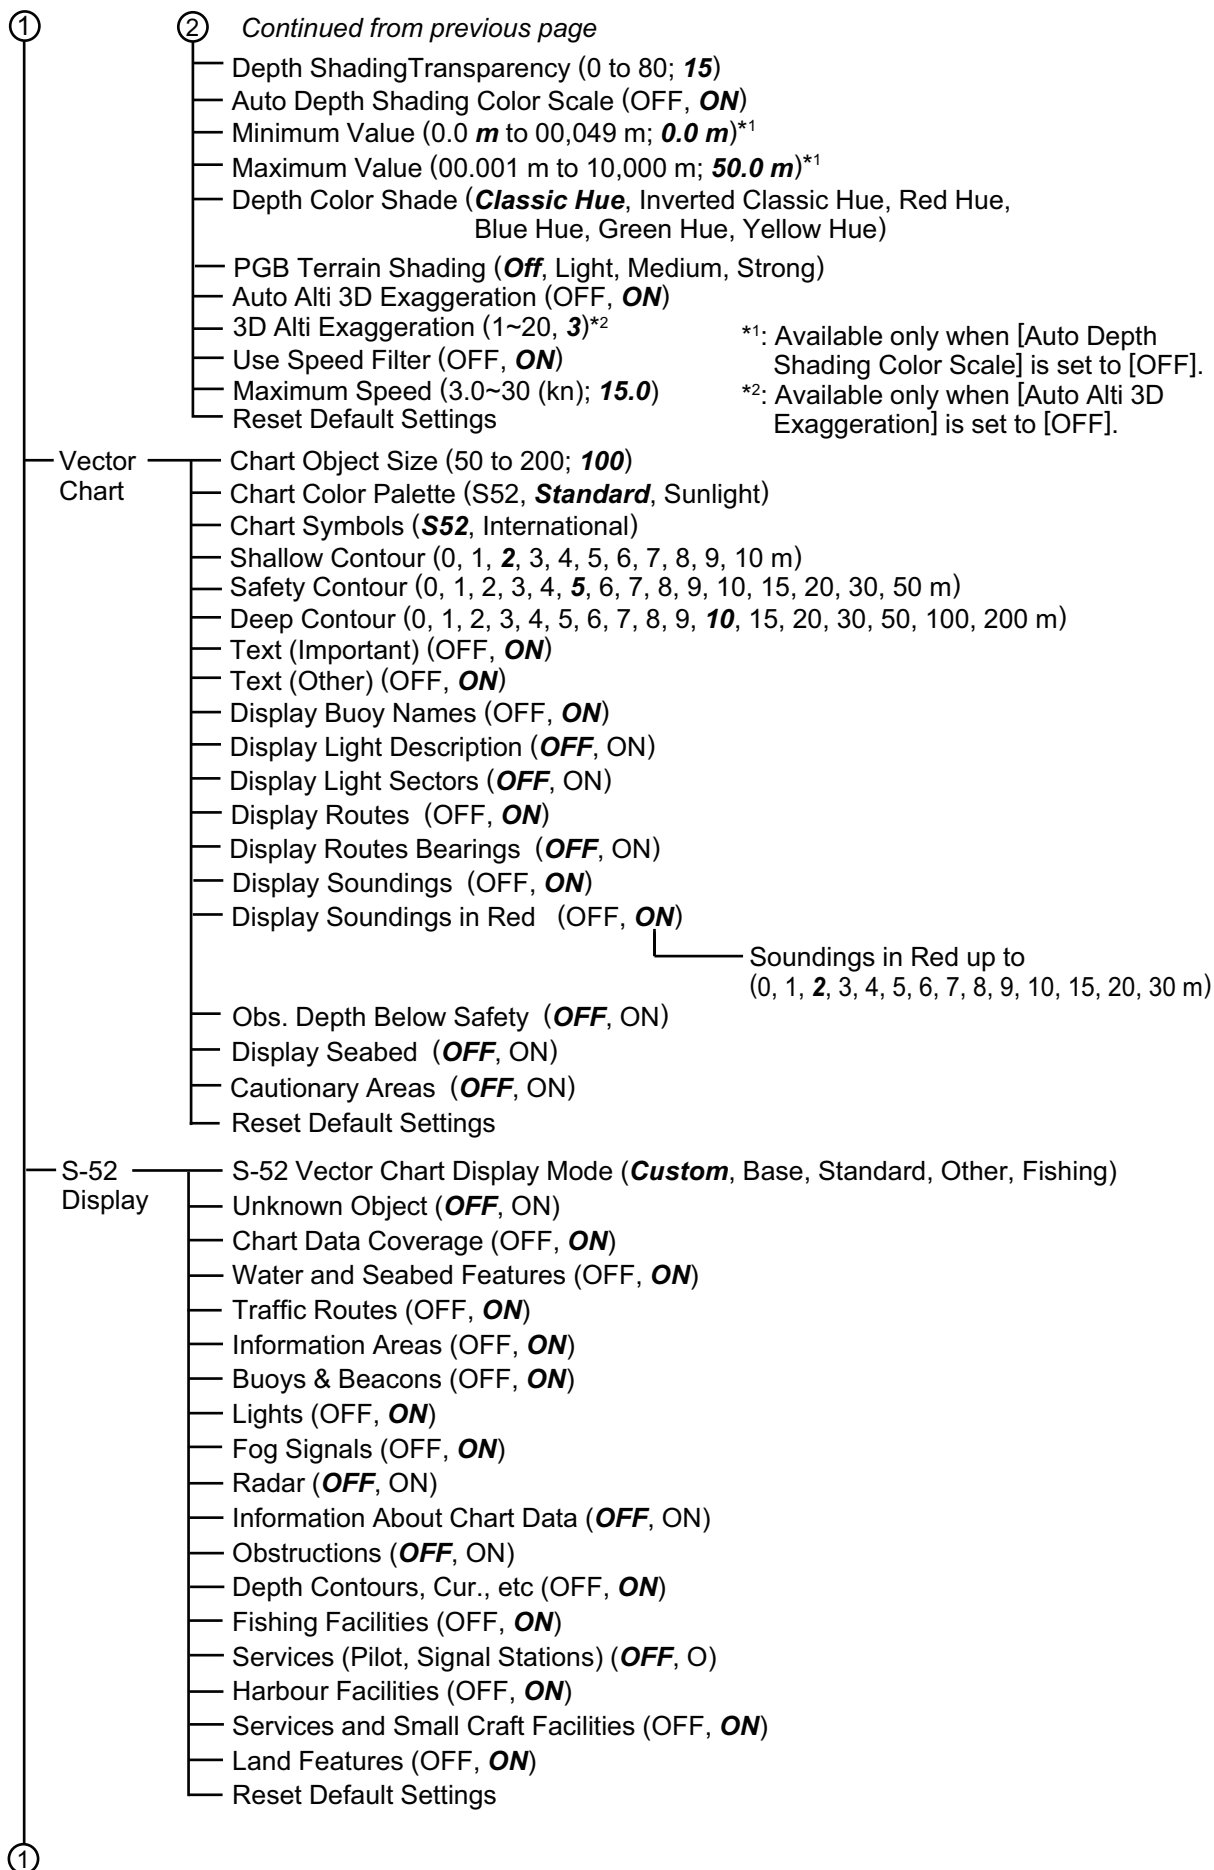 ① ② Continued from previous page
Depth ShadingTransparency (0 to 80; 15)
Auto Depth Shading Color Scale (OFF, ON)
Minimum Value (0.0 m to 00,049 m; 0.0 m)*1
Maximum Value (00.001 m to 10,000 m; 50.0 m)*1
Depth Color Shade (Classic Hue, Inverted Classic Hue, Red Hue,
Blue Hue, Green Hue, Yellow Hue)
PGB Terrain Shading (Off, Light, Medium, Strong)
Auto Alti 3D Exaggeration (OFF, ON)
3D Alti Exaggeration (1~20, 3)*2
Use Speed Filter (OFF, ON)
Maximum Speed (3.0~30 (kn); 15.0)
Reset Default Settings
*1: Available only when [Auto Depth
Shading Color Scale] is set to [OFF].
*2: Available only when [Auto Alti 3D
Exaggeration] is set to [OFF].
Vector
Chart
Chart Object Size (50 to 200; 100)
Chart Color Palette (S52, Standard, Sunlight)
Chart Symbols (S52, International)
Shallow Contour (0, 1, 2, 3, 4, 5, 6, 7, 8, 9, 10 m)
Safety Contour (0, 1, 2, 3, 4, 5, 6, 7, 8, 9, 10, 15, 20, 30, 50 m)
Deep Contour (0, 1, 2, 3, 4, 5, 6, 7, 8, 9, 10, 15, 20, 30, 50, 100, 200 m)
Text (Important) (OFF, ON)
Text (Other) (OFF, ON)
Display Buoy Names (OFF, ON)
Display Light Description (OFF, ON)
Display Light Sectors (OFF, ON)
Display Routes (OFF, ON)
Display Routes Bearings (OFF, ON)
Display Soundings (OFF, ON)
Display Soundings in Red (OFF, ON)
Soundings in Red up to
(0, 1, 2, 3, 4, 5, 6, 7, 8, 9, 10, 15, 20, 30 m)
Obs. Depth Below Safety (OFF, ON)
Display Seabed (OFF, ON)
Cautionary Areas (OFF, ON)
Reset Default Settings
S-52
Display
S-52 Vector Chart Display Mode (Custom, Base, Standard, Other, Fishing)
Unknown Object (OFF, ON)
Chart Data Coverage (OFF, ON)
Water and Seabed Features (OFF, ON)
Traffic Routes (OFF, ON)
Information Areas (OFF, ON)
Buoys & Beacons (OFF, ON)
Lights (OFF, ON)
Fog Signals (OFF, ON)
Radar (OFF, ON)
Information About Chart Data (OFF, ON)
Obstructions (OFF, ON)
Depth Contours, Cur., etc (OFF, ON)
Fishing Facilities (OFF, ON)
Services (Pilot, Signal Stations) (OFF, O)
Harbour Facilities (OFF, ON)
Services and Small Craft Facilities (OFF, ON)
Land Features (OFF, ON)
Reset Default Settings
①